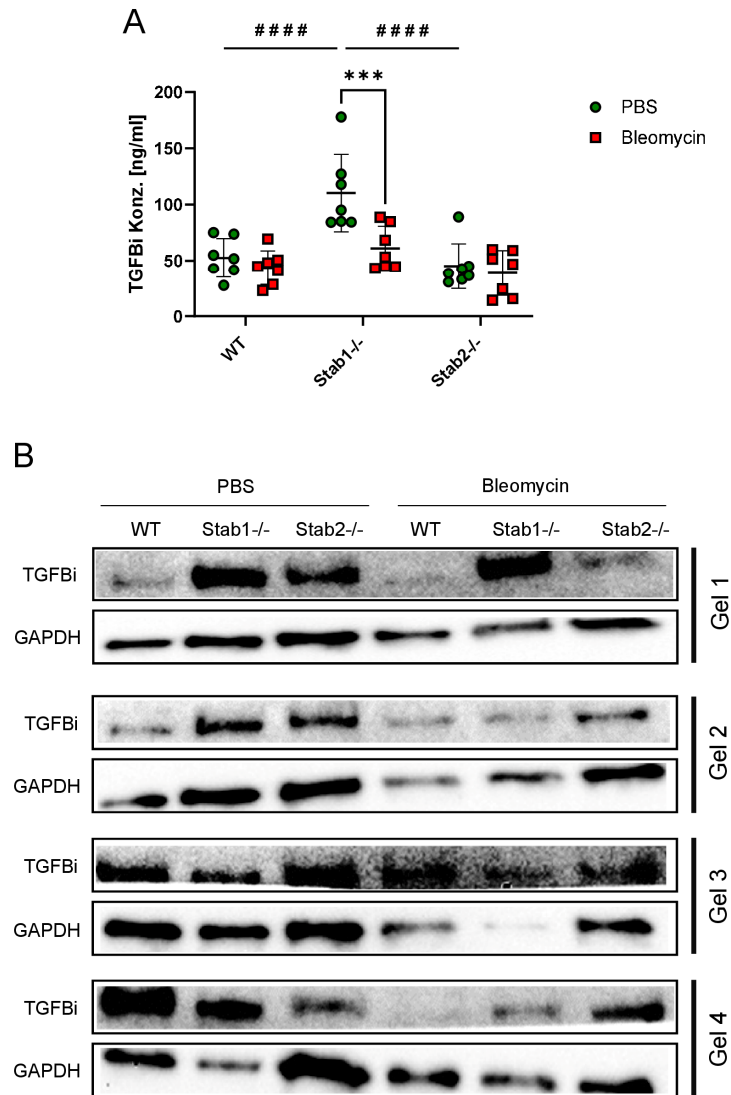 A
####
####
***
200
150
100
50
0
TGFBi Konz. [ng/ml]
WT
Stab1-/-
Stab2-/-
PBS
Bleomycin
B
PBS
Bleomycin
WT Stab1-/- Stab2-/- WT Stab1-/- Stab2-/-
TGFBi
GAPDH
Gel 1
TGFBi
GAPDH
Gel 2
TGFBi
GAPDH
Gel 3
TGFBi
GAPDH
Gel 4